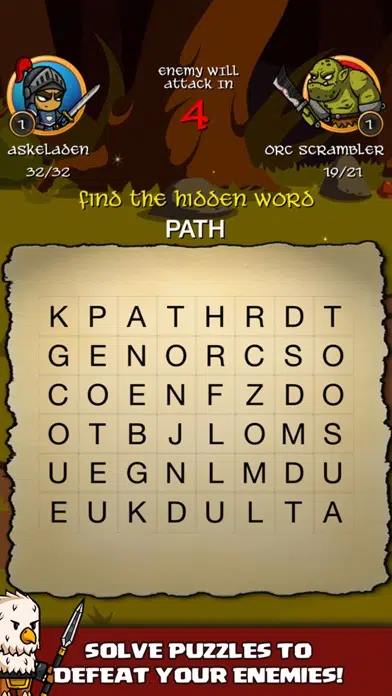 ENEMY WILL
ATTACK IN
4
1
1
ASKELADEN
ORC SCRAMBLER
32/32
19/21
FIND THE HIDDEN WORD
PATH
K P A T H R D T
G E N O R C S O
C O E N F Z D O
O T B J L O M S
U E G N L M D U
E U K D U L T A
SOLVE PUZZLES TO
DEFEAT YOUR ENEMIES!